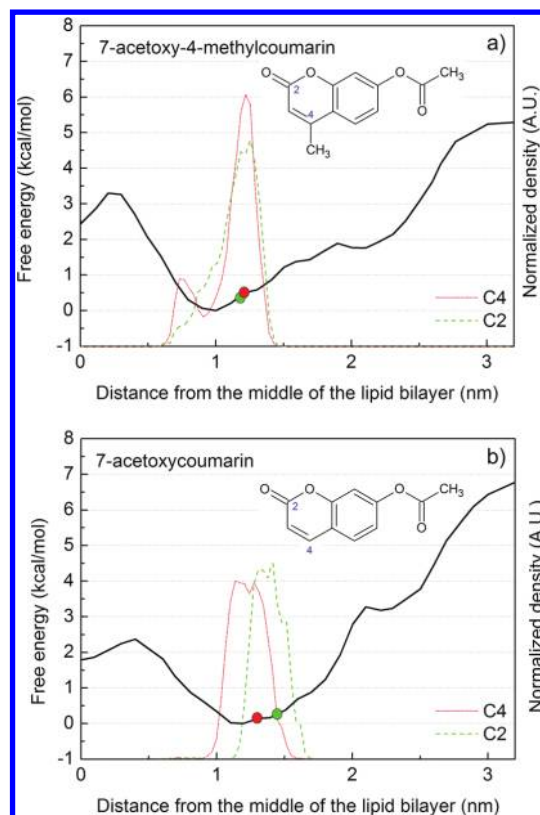 7-acetoxy-4-methylcoumarin
a)
8
7
6
5
4
3
2
1
0
-1
Free energy (kcal/mol)
Normalized density (A.U.)
O
O
O
CH3
O
2
4
CH3
C4
C2
0 1 2 3
Distance from the middle of the lipid bilayer (nm)
7-acetoxycoumarin
b)
8
7
6
5
4
3
2
1
0
-1
Free energy (kcal/mol)
Normalized density (A.U.)
O
O
O
CH3
O
2
4
C4
C2
0 1 2 3
Distance from the middle of the lipid bilayer (nm)